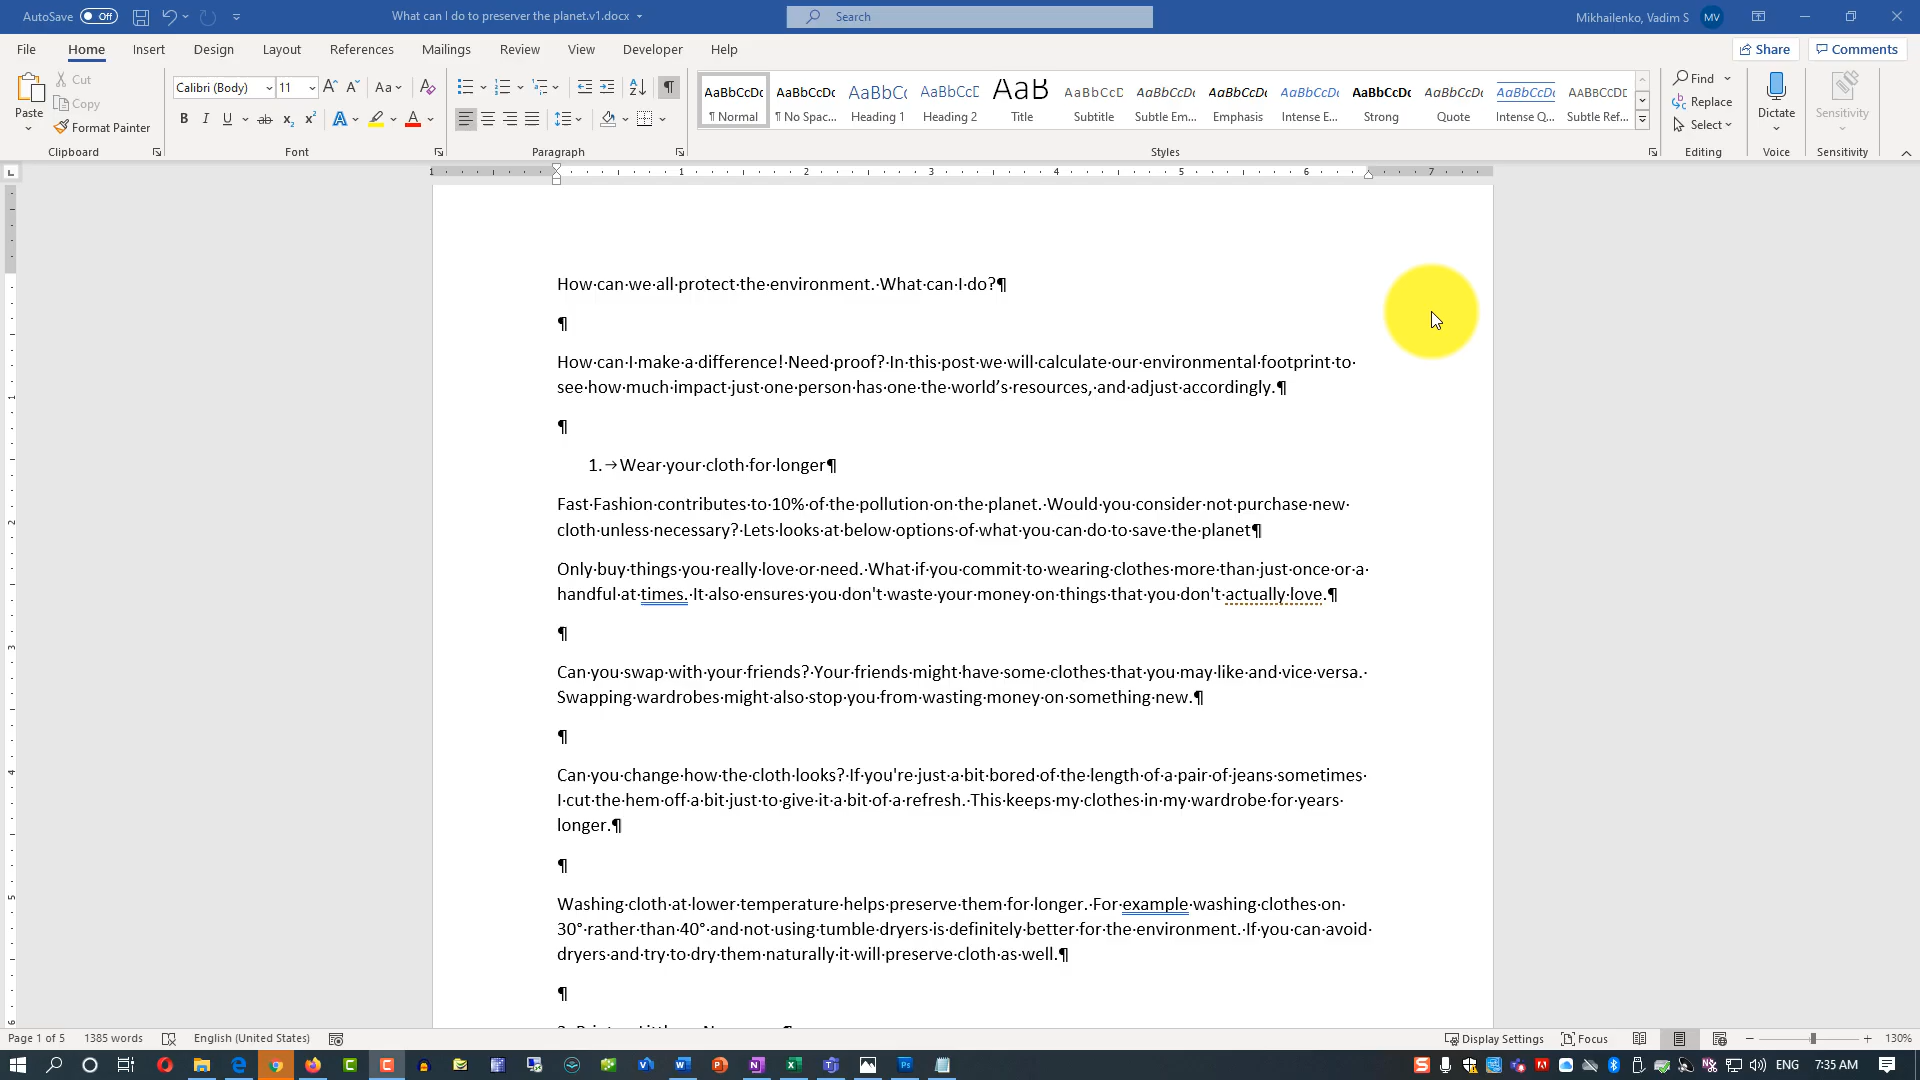 AutoSave Off What can I do to preserver the planet.v1.docx Search Mikhailenko, Vadim S MV
File Home Insert Design Layout References Mailings Review View Developer Help Share Comments
Paste Cut Copy Format Painter
Calibri (Body) 11
AaBbCcDc ¶ Normal
AaBbCcDc ¶ No Spac...
AaBbCc Heading 1
AaBbCcD Heading 2
AaB Title
AaBbCcD Subtitle
AaBbCcDc Subtle Em...
AaBbCcDc Emphasis
AaBbCcDc Intense E...
AaBbCcDc Strong
AaBbCcDc Quote
AaBbCcDc Intense Q...
AaBbCcDd Subtle Ref...
Find
Replace
Select
Dictate
Sensitivity
Clipboard Font Paragraph Styles Editing Voice Sensitivity
1 1 2 3 4 5 6 7
How can we all protect the environment. What can I do?¶
¶
How can I make a difference! Need proof? In this post we will calculate our environmental footprint to
see how much impact just one person has one the world’s resources, and adjust accordingly.¶
¶
1.→Wear your cloth for longer¶
Fast Fashion contributes to 10% of the pollution on the planet. Would you consider not purchase new
cloth unless necessary? Lets looks at below options of what you can do to save the planet¶
Only buy things you really love or need. What if you commit to wearing clothes more than just once or a
handful at times. It also ensures you don't waste your money on things that you don't actually love.¶
¶
Can you swap with your friends? Your friends might have some clothes that you may like and vice versa.
Swapping wardrobes might also stop you from wasting money on something new.¶
¶
Can you change how the cloth looks? If you're just a bit bored of the length of a pair of jeans sometimes
I cut the hem off a bit just to give it a bit of a refresh. This keeps my clothes in my wardrobe for years
longer.¶
¶
Washing cloth at lower temperature helps preserve them for longer. For example washing clothes on
30° rather than 40° and not using tumble dryers is definitely better for the environment. If you can avoid
dryers and try to dry them naturally it will preserve cloth as well.¶
¶
Page 1 of 5 1385 words English (United States) Display Settings Focus 130%
ENG 7:35 AM